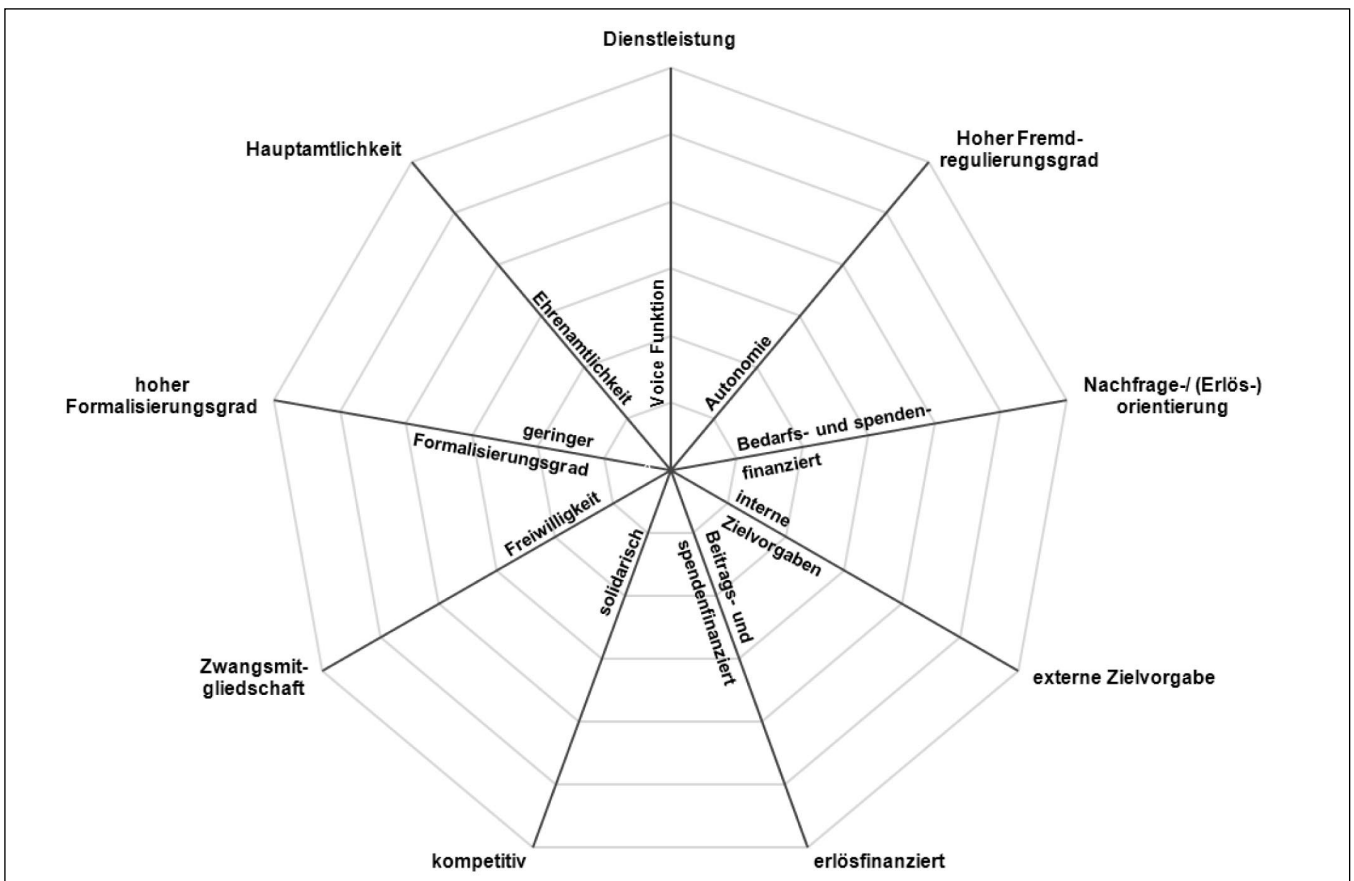 Dienstleistung
Hoher Fremd-
regulierungsgrad
Hauptamtlichkeit
Ehrenamtlichkeit
Voice Funktion
Autonomie
Nachfrage-/ (Erlös-)
orientierung
Bedarfs- und spenden-
finanziert
hoher
Formalisierungsgrad
geringer
Formalisierungsgrad
interne
Zielvorgaben
externe Zielvorgabe
Freiwilligkeit
Zwangsmit-
gliedschaft
solidarisch
Beitrags- und
spendenfinanziert
kompetitiv
erlösfinanziert